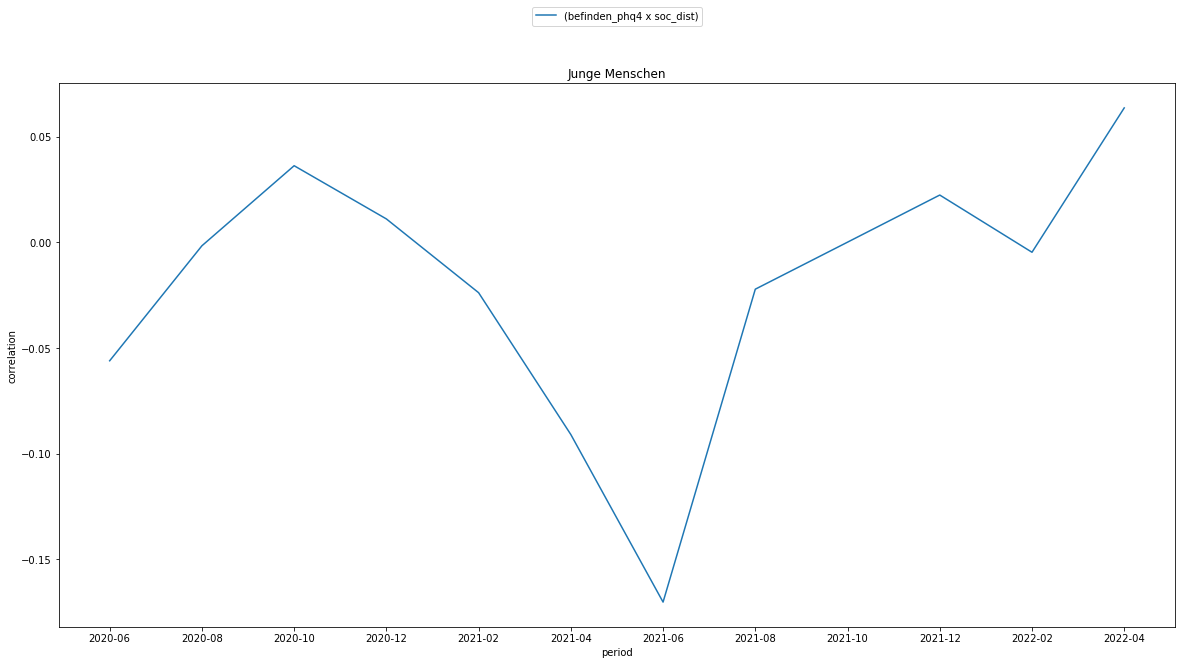 (befinden_phq4 x soc_dist)
Junge Menschen
correlation
0.05
0.00
−0.05
−0.10
−0.15
2020-06 2020-08 2020-10 2020-12 2021-02 2021-04 2021-06 2021-08 2021-10 2021-12 2022-02 2022-04
period